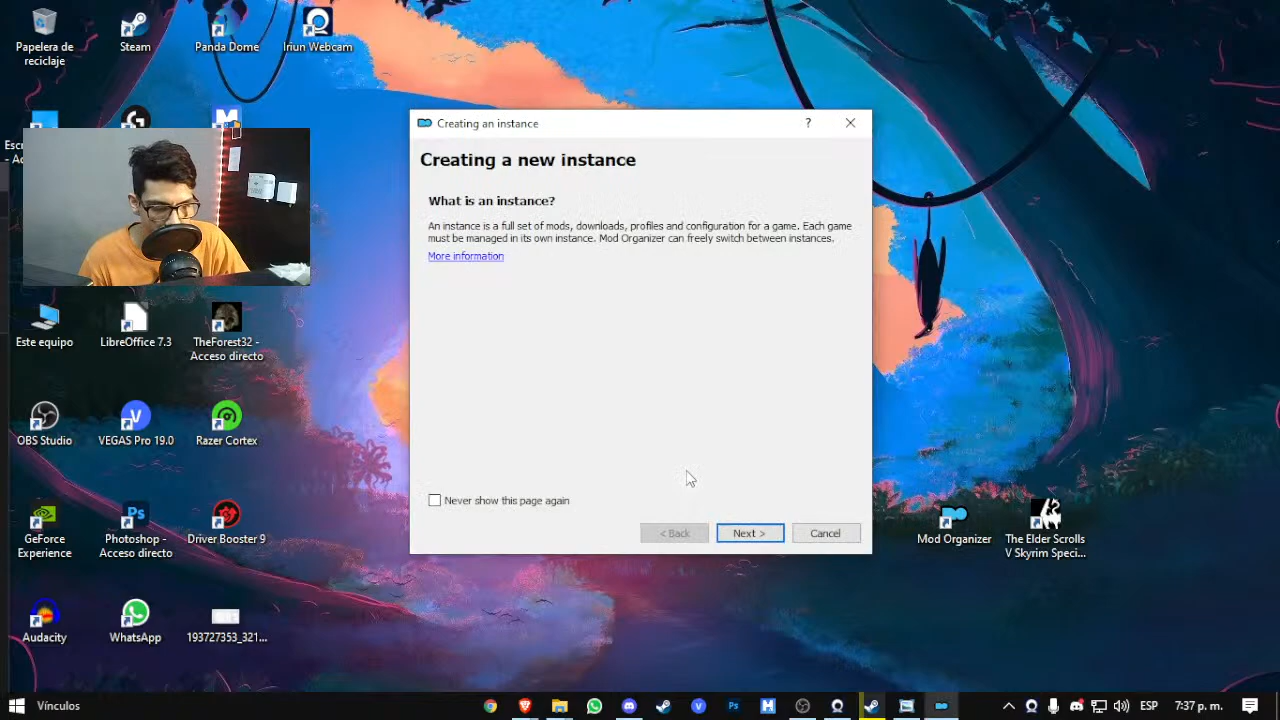 Papelera de
reciclaje
Steam
Panda Dome
Iriun Webcam
Creating an instance
?
Creating a new instance
What is an instance?
An instance is a full set of mods, downloads, profiles and configuration for a game. Each game
must be managed in its own instance. Mod Organizer can freely switch between instances.
More information
Este equipo
LibreOffice 7.3
TheForest32 -
Acceso directo
OBS Studio
VEGAS Pro 19.0
Razer Cortex
Never show this page again
< Back
Next >
Cancel
GeForce
Experience
Photoshop -
Acceso directo
Driver Booster 9
Mod Organizer
The Elder Scrolls
V Skyrim Speci...
Audacity
WhatsApp
193727353_321...
Vínculos
ESP
7:37 p. m.